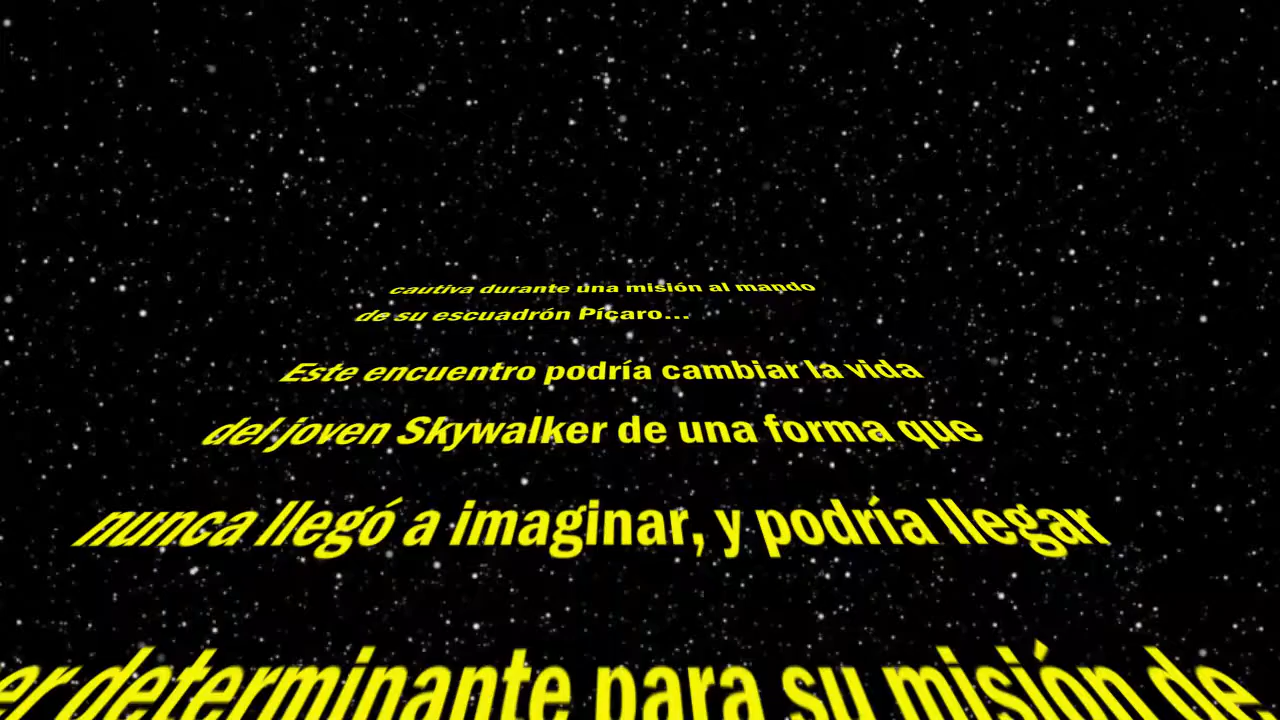 cautiva durante una misión al mando
de su escuadrón Pícaro...
Este encuentro podría cambiar la vida
del joven Skywalker de una forma que
nunca llegó a imaginar, y podría llegar
er determinante para su misión de